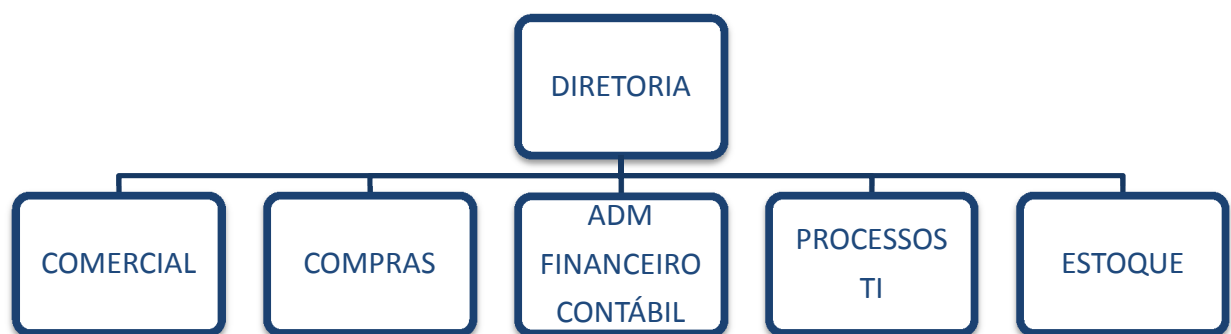 DIRETORIA
COMERCIAL
COMPRAS
ADM
FINANCEIRO
CONTÁBIL
PROCESSOS
TI
ESTOQUE